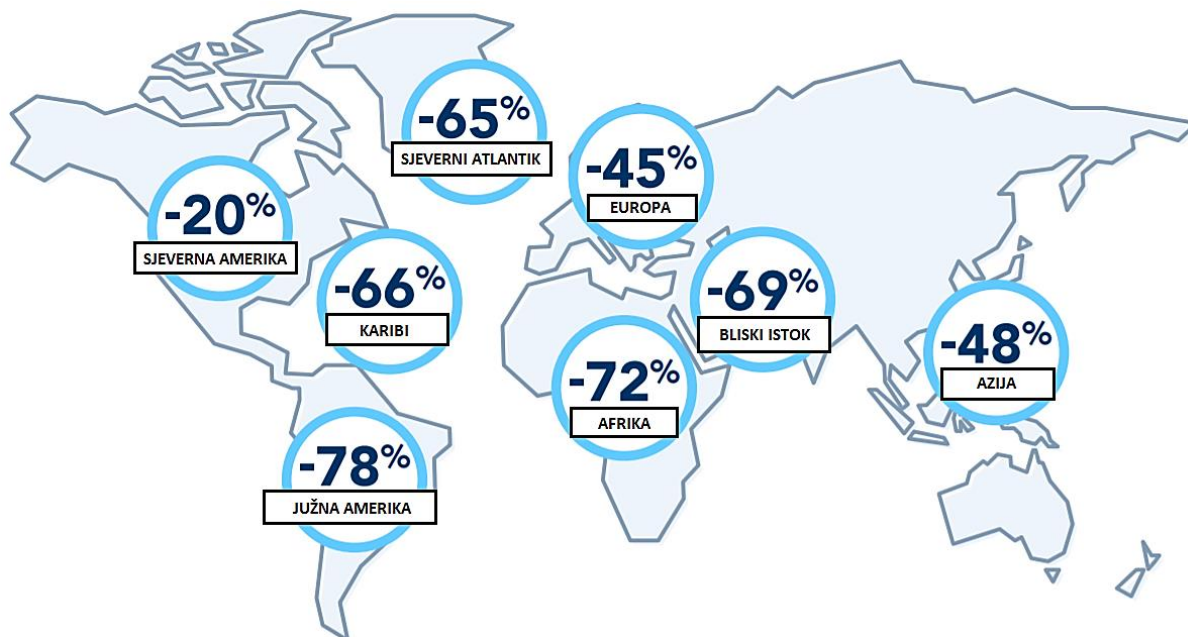 -65%
SJEVERNI ATLANTIK
-45%
EUROPA
-20%
SJEVERNA AMERIKA
-66%
KARIBI
-69%
BLISKI ISTOK
-48%
AZIJA
-72%
AFRIKA
-78%
JUŽNA AMERIKA